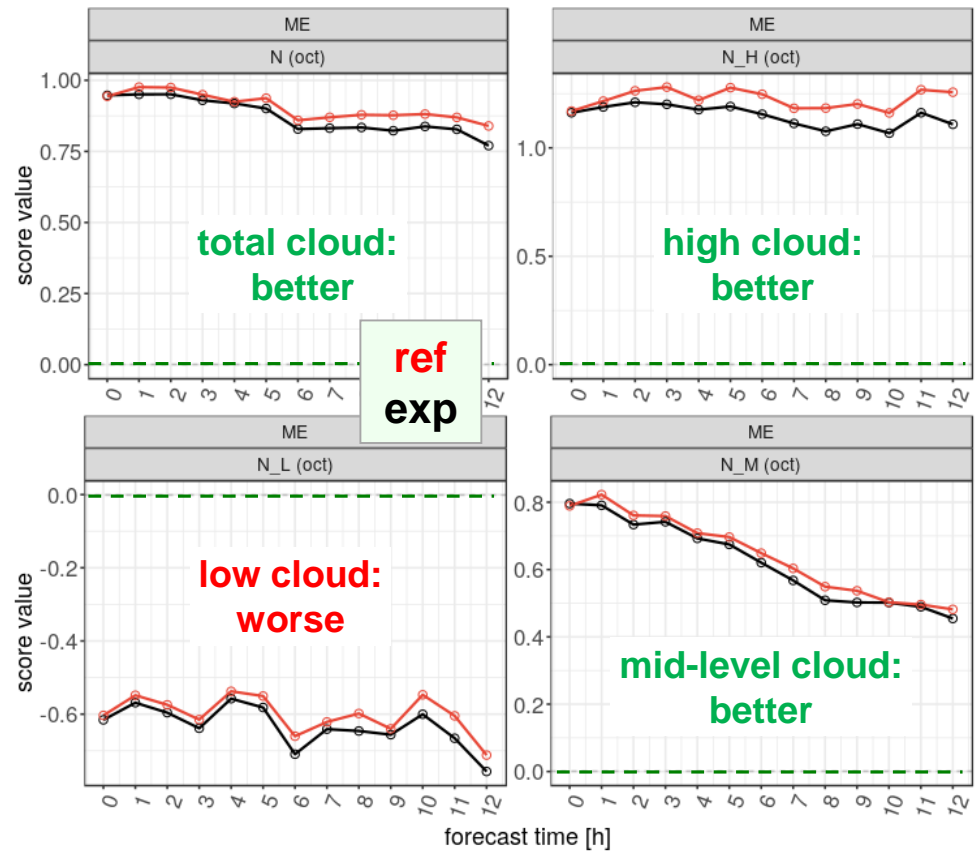 ME
N (oct)
score value
1.00
0.75
0.50
0.25
0.00
total cloud:
better
0 1 2 3 4 5 6 7 12
ME
N_H (oct)
1.0
0.5
0.0
high cloud:
better
0 1 2 3 4 5 6 7 8 9 10 11 12
ref
exp
ME
N_L (oct)
score value
0.0
-0.2
-0.4
-0.6
low cloud:
worse
0 1 2 3 4 5 6 7 8 9 10 11 12
ME
N_M (oct)
0.8
0.6
0.4
0.2
0.0
mid-level cloud:
better
0 1 2 3 4 5 6 7 8 9 10 11 12
forecast time [h]